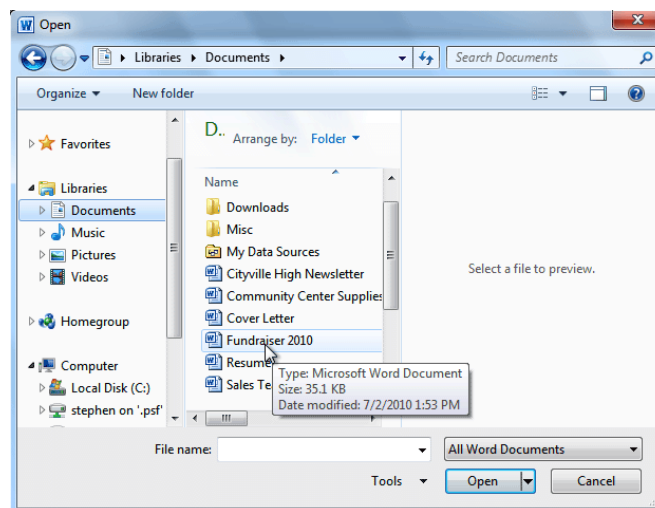 Open
Libraries Documents
Search Documents
Organize
New folder
Favorites
Libraries
Documents
Music
Pictures
Videos
Homegroup
Computer
Local Disk (C:)
stephen on '.psf'
D..
Arrange by: Folder
Name
Downloads
Misc
My Data Sources
Cityville High Newsletter
Community Center Supplies
Cover Letter
Fundraiser 2010
Resume
Sales Te
Type: Microsoft Word Document
Size: 35.1 KB
Date modified: 7/2/2010 1:53 PM
Select a file to preview.
File name:
All Word Documents
Tools
Open
Cancel